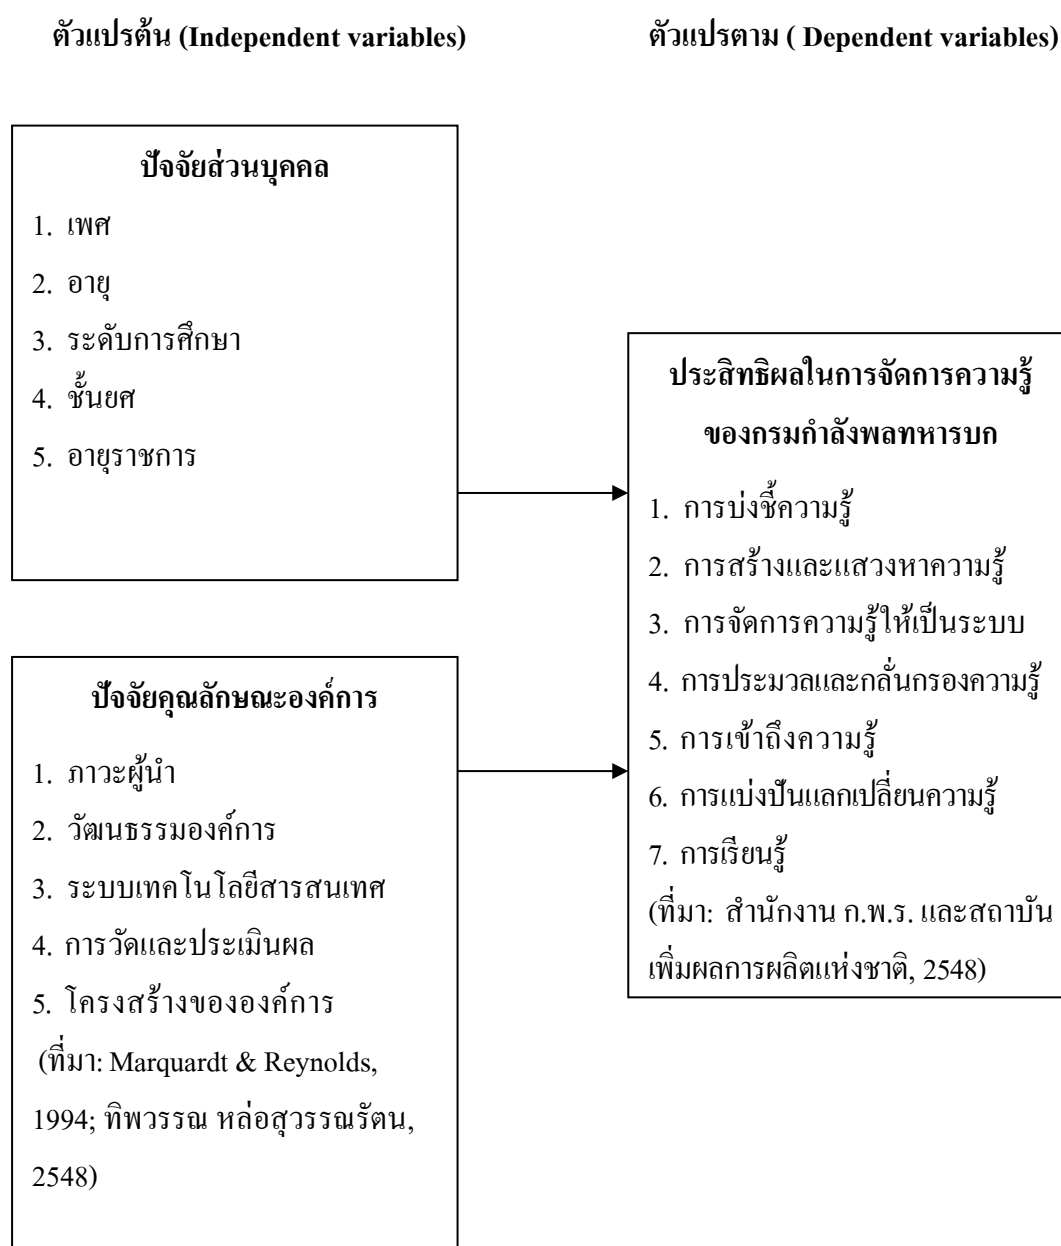 ตัวแปรต้น (Independent variables)
ตัวแปรตาม ( Dependent variables)
ปัจจัยส่วนบุคคล
1. เพศ
2. อายุ
3. ระดับการศึกษา
4. ชั้นยศ
5. อายุราชการ
ปัจจัยคุณลักษณะองค์การ
1. ภาวะผู้นำ
2. วัฒนธรรมองค์การ
3. ระบบเทคโนโลยีสารสนเทศ
4. การวัดและประเมินผล
5. โครงสร้างขององค์การ
(ที่มา: Marquardt & Reynolds,
1994; ทิพวรรณ หล่อสุวรรณรัตน,
2548)
ประสิทธิผลในการจัดการความรู้
ของกรมกำลังพลทหารบก
1. การบ่งชี้ความรู้
2. การสร้างและแสวงหาความรู้
3. การจัดการความรู้ให้เป็นระบบ
4. การประมวลและกลั่นกรองความรู้
5. การเข้าถึงความรู้
6. การแบ่งปันแลกเปลี่ยนความรู้
7. การเรียนรู้
(ที่มา: สำนักงาน ก.พ.ร. และสถาบัน
เพิ่มผลการผลิตแห่งชาติ, 2548)